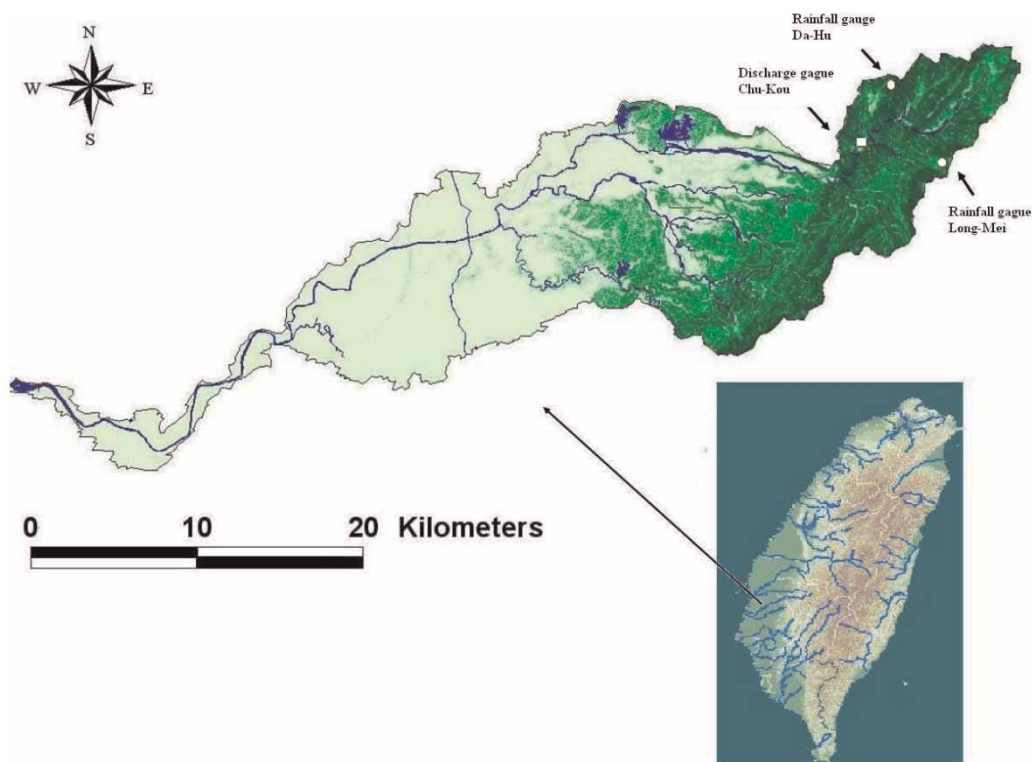 N
W E
S
Rainfall gauge
Da-Hu
Discharge gague
Chu-Kou
Rainfall gague
Long-Mei
0 10 20 Kilometers